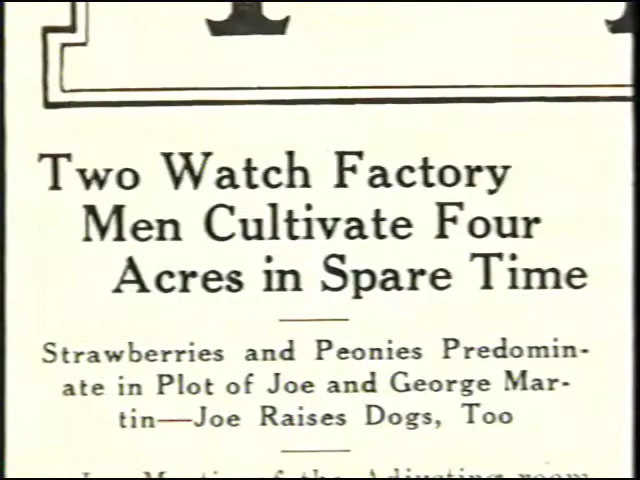 Two Watch Factory
Men Cultivate Four
Acres in Spare Time
Strawberries and Peonies Predomin-
ate in Plot of Joe and George Mar-
tin—Joe Raises Dogs, Too